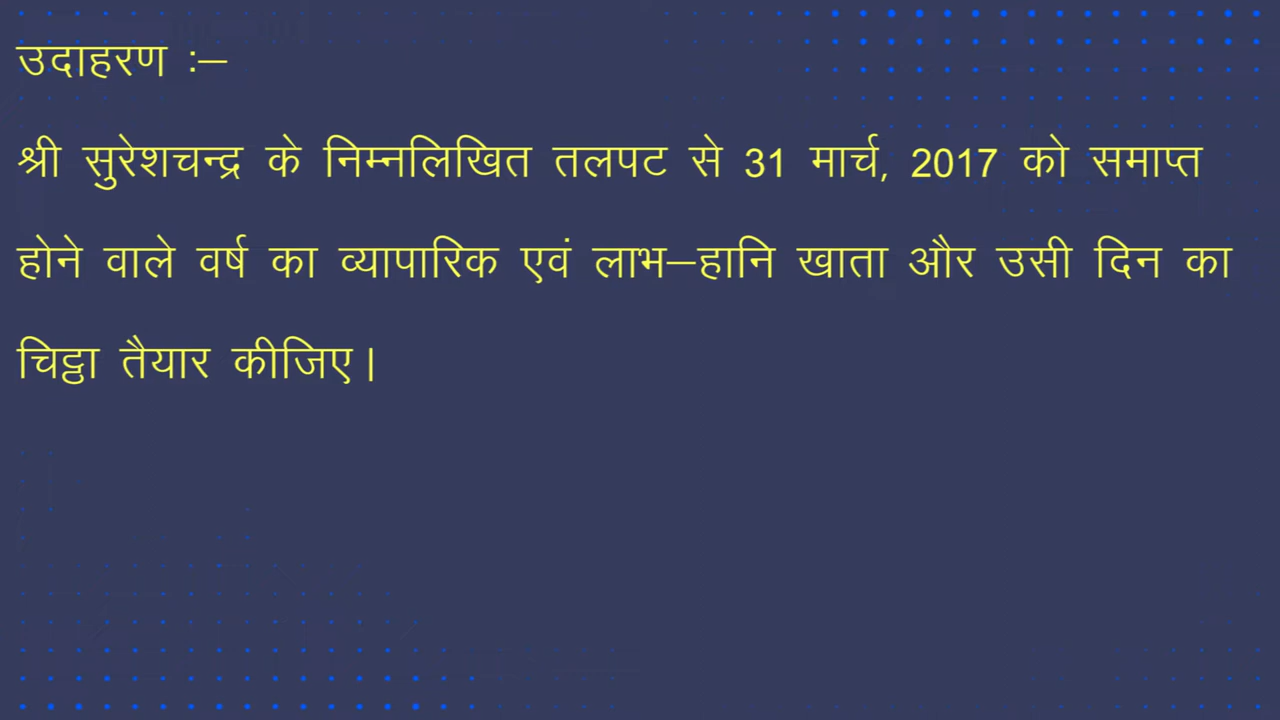 उदाहरण :–
श्री सुरेशचन्द्र के निम्नलिखित तलपट से 31 मार्च, 2017 को समाप्त
होने वाले वर्ष का व्यापारिक एवं लाभ–हानि खाता और उसी दिन का
चिट्ठा तैयार कीजिए।